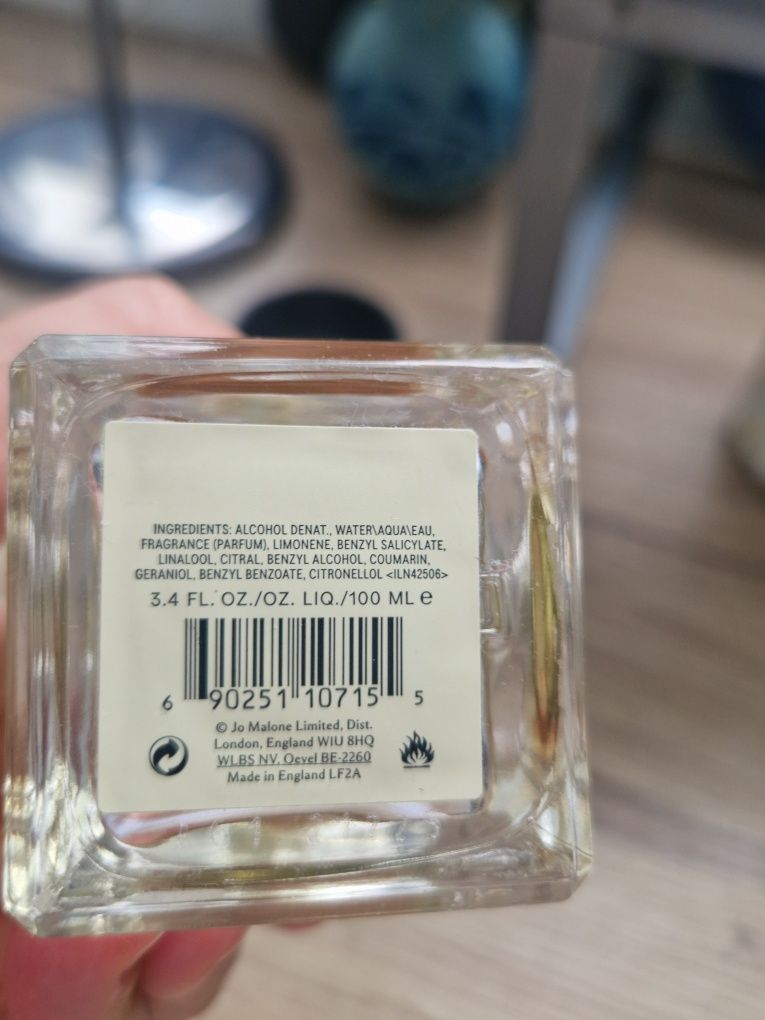 INGREDIENTS: ALCOHOL DENAT., WATER\AQUA\EAU,
FRAGRANCE (PARFUM), LIMONENE, BENZYL SALICYLATE,
LINALOOL, CITRAL, BENZYL ALCOHOL, COUMARIN,
GERANIOL, BENZYL BENZOATE, CITRONELLOL <ILN42506>
3.4 FL. OZ./OZ. LIQ./100 ML ℮
6 90251 10715 5
© Jo Malone Limited, Dist.
London, England W1U 8HQ
WLBS NV. Oevel BE-2260
Made in England LF2A